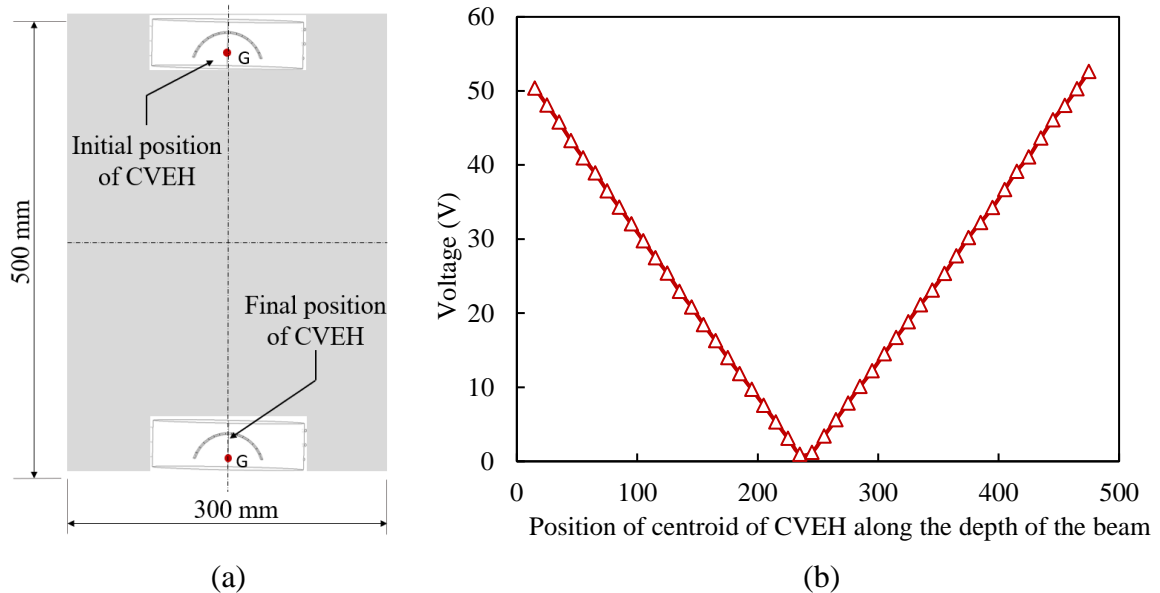 G
Initial position
of CVEH
500 mm
Final position
of CVEH
G
300 mm
(a)
60
50
40
30
20
10
0
Voltage (V)
0 100 200 300 400 500
Position of centroid of CVEH along the depth of the beam
(b)